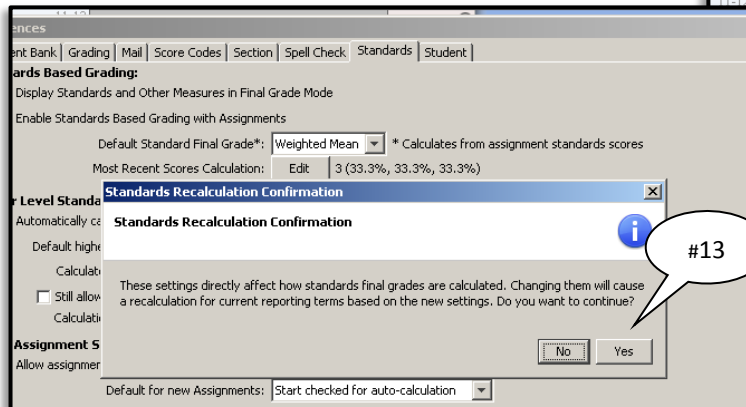 ences
ent Bank Grading Mail Score Codes Section Spell Check Standards Student
ards Based Grading:
Display Standards and Other Measures in Final Grade Mode
Enable Standards Based Grading with Assignments
Default Standard Final Grade*: Weighted Mean * Calculates from assignment standards scores
Most Recent Scores Calculation: Edit 3 (33.3%, 33.3%, 33.3%)
r Level Standa
Standards Recalculation Confirmation
Automatically ca
Standards Recalculation Confirmation
Default highe
#13
Calculat
These settings directly affect how standards final grades are calculated. Changing them will cause
Still allow
a recalculation for current reporting terms based on the new settings. Do you want to continue?
Calculati
Assignment S
No Yes
Allow assignmer
Default for new Assignments: Start checked for auto-calculation